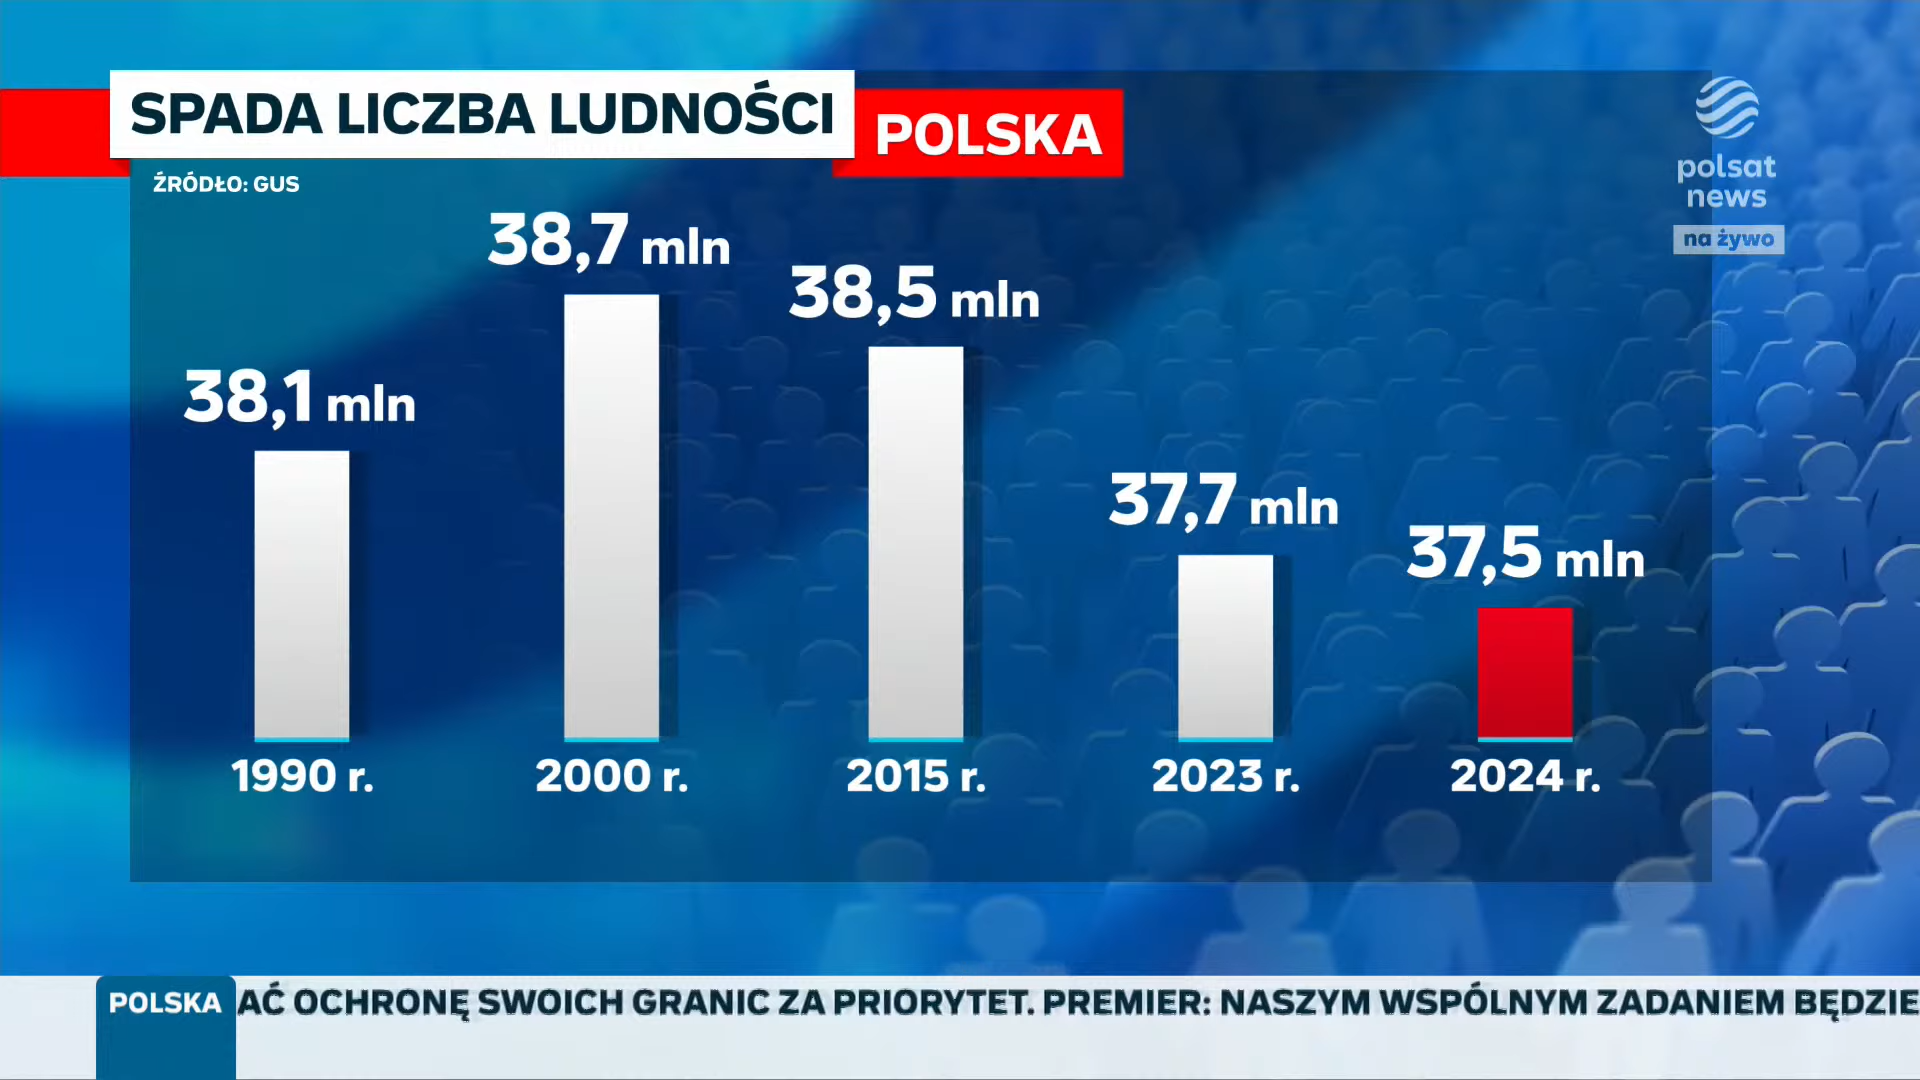 SPADA LICZBA LUDNOŚCI
POLSKA
ŹRÓDŁO: GUS
polsat
news
na żywo
38,1 mln
38,7 mln
38,5 mln
37,7 mln
37,5 mln
1990 r.
2000 r.
2015 r.
2023 r.
2024 r.
POLSKA
AĆ OCHRONĘ SWOICH GRANIC ZA PRIORYTET. PREMIER: NASZYM WSPÓLNYM ZADANIEM BĘDZIE